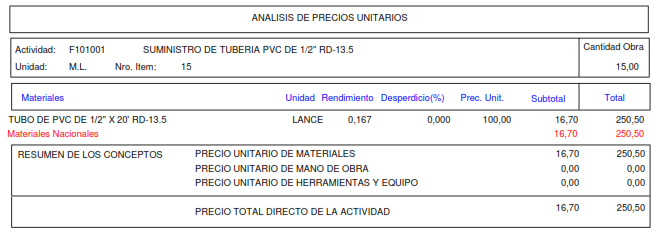 ANALISIS DE PRECIOS UNITARIOS
Actividad: F101001 SUMINISTRO DE TUBERIA PVC DE 1/2" RD-13.5 Cantidad Obra
Unidad: M.L. Nro. Item: 15 15,00
Materiales Unidad Rendimiento Desperdicio(%) Prec. Unit. Subtotal Total
TUBO DE PVC DE 1/2" X 20' RD-13.5 LANCE 0,167 0,000 100,00 16,70 250,50
Materiales Nacionales 16,70 250,50
RESUMEN DE LOS CONCEPTOS PRECIO UNITARIO DE MATERIALES 16,70 250,50
PRECIO UNITARIO DE MANO DE OBRA 0,00 0,00
PRECIO UNITARIO DE HERRAMIENTAS Y EQUIPO 0,00 0,00
PRECIO TOTAL DIRECTO DE LA ACTIVIDAD 16,70 250,50